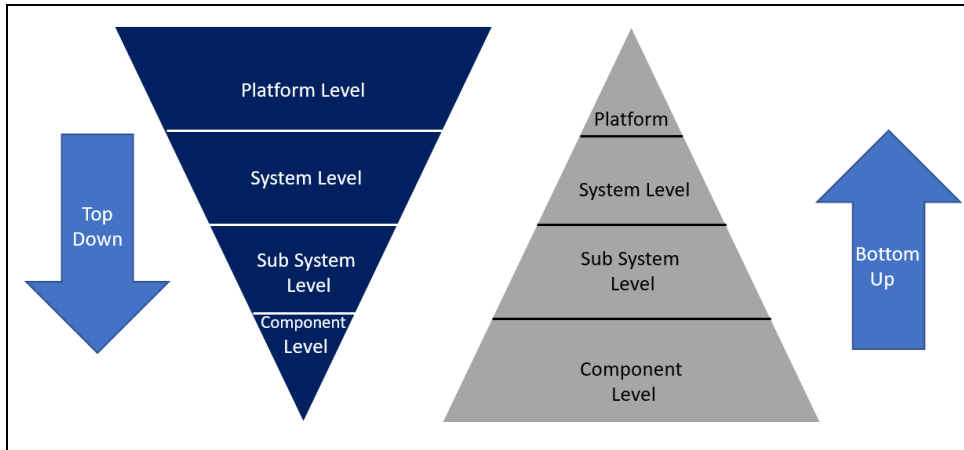 Top
Down
Platform Level
System Level
Sub System
Level
Component
Level
Platform
System Level
Sub System
Level
Component
Level
Bottom
Up